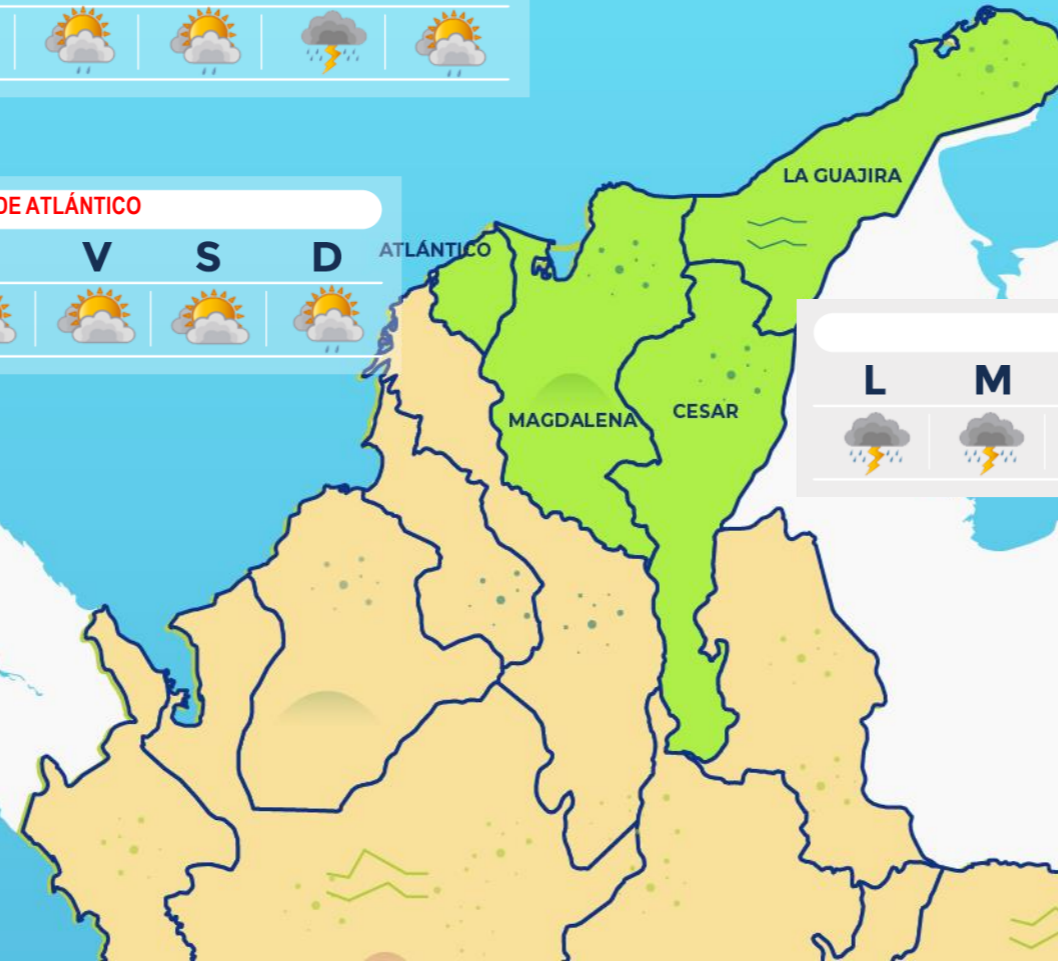 LA GUAJIRA
DE ATLÁNTICO
V S D
ATLÁNTICO
L M
MAGDALENA
CESAR